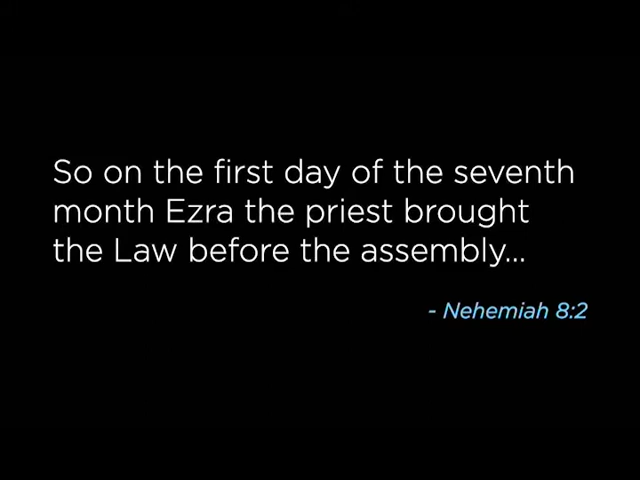 So on the first day of the seventh
month Ezra the priest brought
the Law before the assembly...
- Nehemiah 8:2